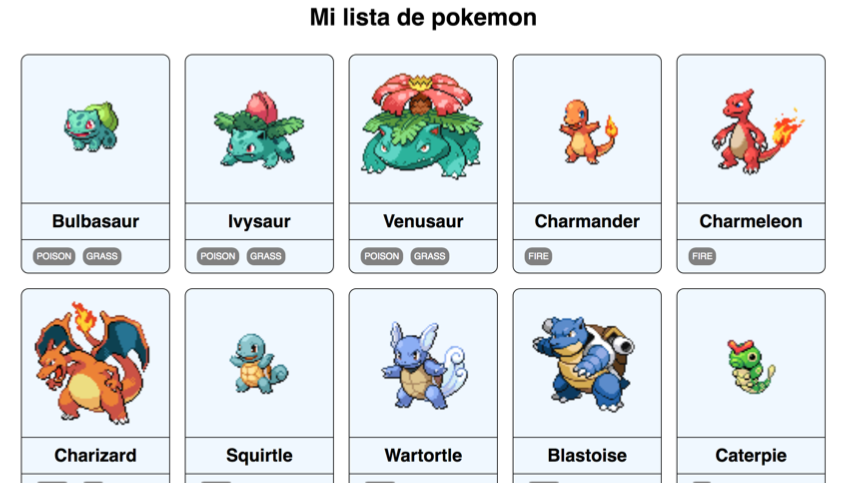 Mi lista de pokemon
Bulbasaur Ivysaur Venusaur Charmander Charmeleon
POISON GRASS POISON GRASS POISON GRASS FIRE FIRE
Charizard Squirtle Wartortle Blastoise Caterpie